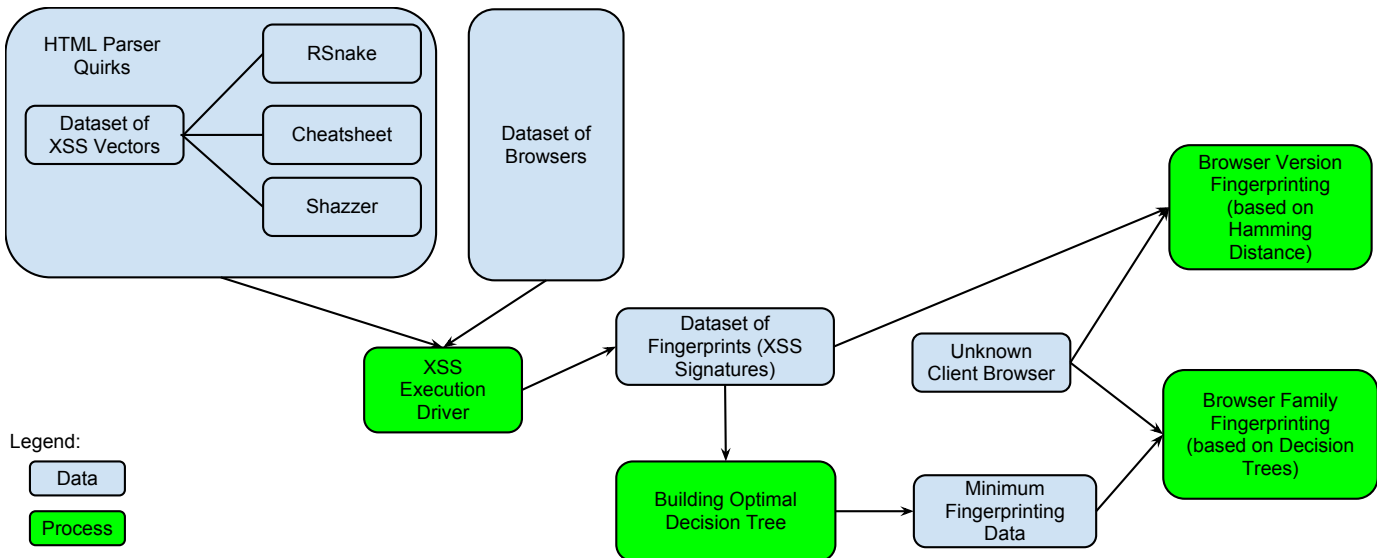 HTML Parser
Quirks
Dataset of
XSS Vectors
RSnake
Cheatsheet
Shazzer
Dataset of
Browsers
XSS
Execution
Driver
Dataset of
Fingerprints (XSS
Signatures)
Building Optimal
Decision Tree
Unknown
Client Browser
Minimum
Fingerprinting
Data
Browser Version
Fingerprinting
(based on
Hamming
Distance)
Browser Family
Fingerprinting
(based on Decision
Trees)
Legend:
Data
Process